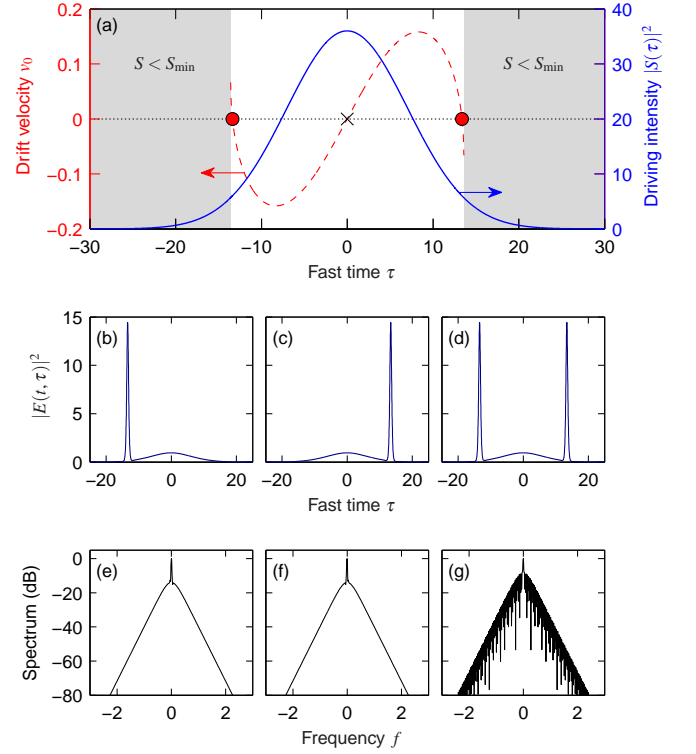 (a)
S < S_min
S < S_min
Drift velocity v₀
0.2
0.1
0
−0.1
−0.2
40
30
20
10
0
Driving intensity |S(τ)|²
−30 −20 −10 0 10 20 30
Fast time τ
|E(t, τ)|²
15
10
5
0
(b) (c) (d)
−20 0 20 −20 0 20 −20 0 20
Fast time τ
Spectrum (dB)
0
−20
−40
−60
−80
(e) (f) (g)
−2 0 2 −2 0 2 −2 0 2
Frequency f